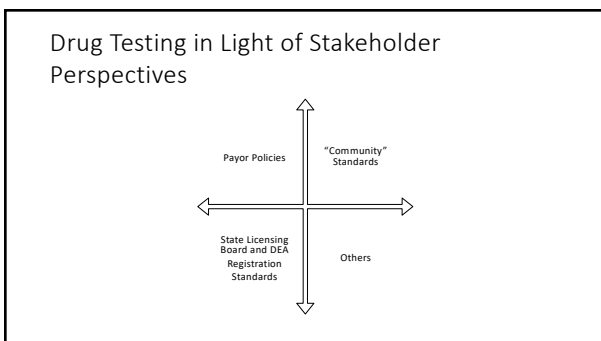 Drug Testing in Light of Stakeholder
Perspectives
Payor Policies
“Community”
Standards
State Licensing
Board and DEA
Registration
Standards
Others